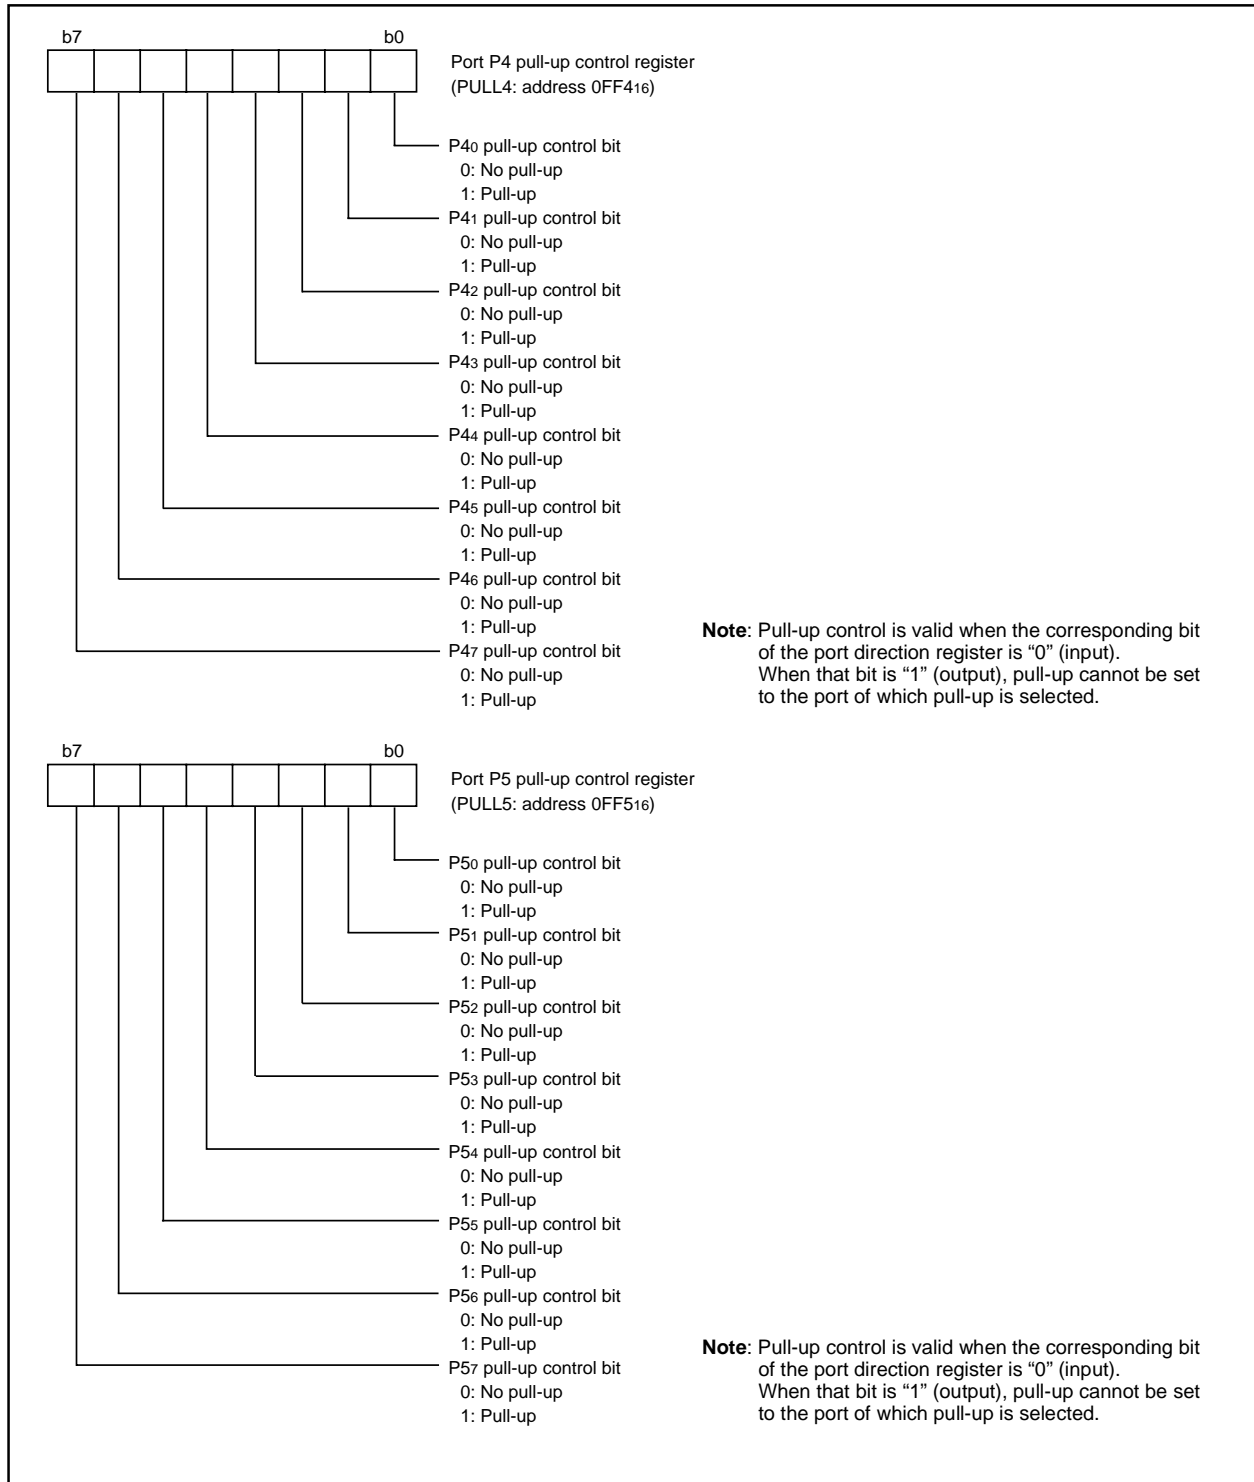 b7 b0
Port P4 pull-up control register
(PULL4: address 0FF416)
P40 pull-up control bit
0: No pull-up
1: Pull-up
P41 pull-up control bit
0: No pull-up
1: Pull-up
P42 pull-up control bit
0: No pull-up
1: Pull-up
P43 pull-up control bit
0: No pull-up
1: Pull-up
P44 pull-up control bit
0: No pull-up
1: Pull-up
P45 pull-up control bit
0: No pull-up
1: Pull-up
P46 pull-up control bit
0: No pull-up
1: Pull-up
P47 pull-up control bit
0: No pull-up
1: Pull-up
Note: Pull-up control is valid when the corresponding bit
of the port direction register is “0” (input).
When that bit is “1” (output), pull-up cannot be set
to the port of which pull-up is selected.
b7 b0
Port P5 pull-up control register
(PULL5: address 0FF516)
P50 pull-up control bit
0: No pull-up
1: Pull-up
P51 pull-up control bit
0: No pull-up
1: Pull-up
P52 pull-up control bit
0: No pull-up
1: Pull-up
P53 pull-up control bit
0: No pull-up
1: Pull-up
P54 pull-up control bit
0: No pull-up
1: Pull-up
P55 pull-up control bit
0: No pull-up
1: Pull-up
P56 pull-up control bit
0: No pull-up
1: Pull-up
P57 pull-up control bit
0: No pull-up
1: Pull-up
Note: Pull-up control is valid when the corresponding bit
of the port direction register is “0” (input).
When that bit is “1” (output), pull-up cannot be set
to the port of which pull-up is selected.